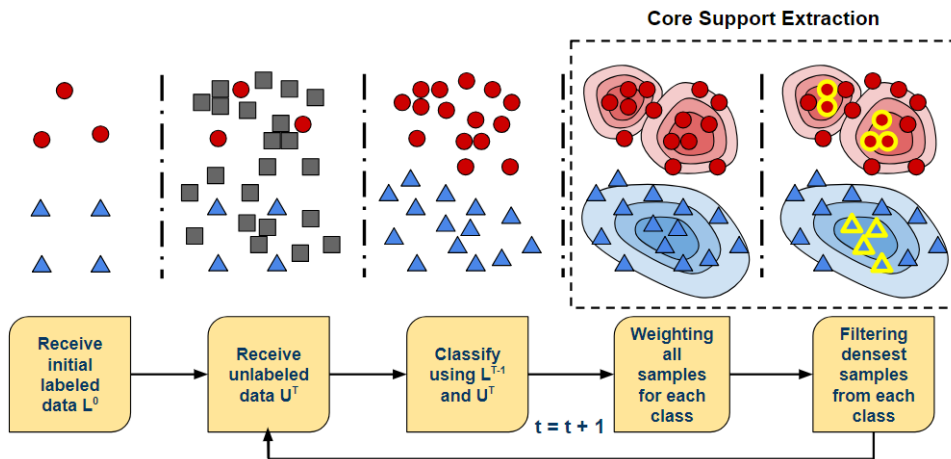 Core Support Extraction
Receive
initial
labeled
data L⁰
Receive
unlabeled
data Uᵀ
Classify
using Lᵀ⁻¹
and Uᵀ
Weighting
all
samples
for each
class
Filtering
densest
samples
from each
class
t = t + 1